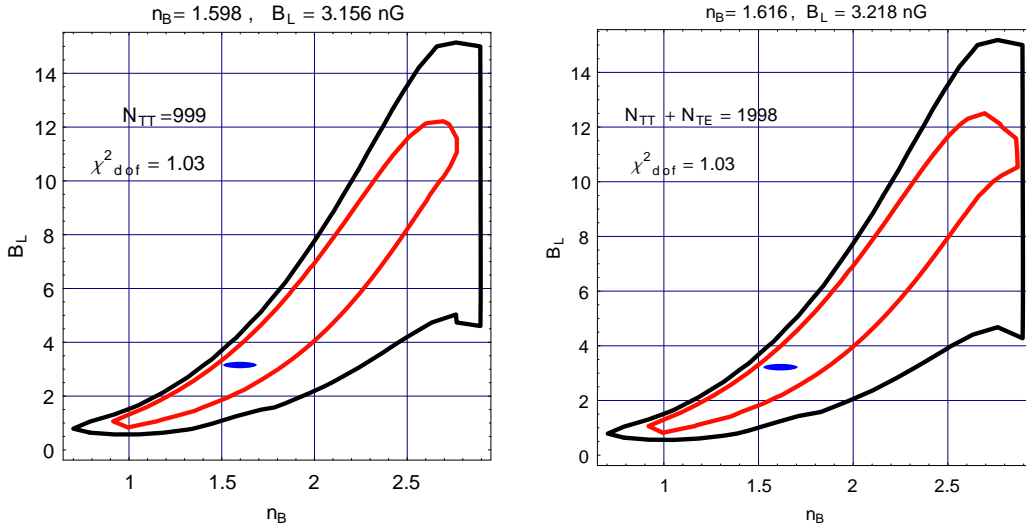 n_B = 1.598 , B_L = 3.156 nG
N_TT =999
χ²_dof = 1.03
B_L
14
12
10
8
6
4
2
0
1
1.5
2
2.5
n_B
n_B = 1.616, B_L = 3.218 nG
N_TT + N_TE = 1998
χ²_dof = 1.03
B_L
14
12
10
8
6
4
2
0
1
1.5
2
2.5
n_B